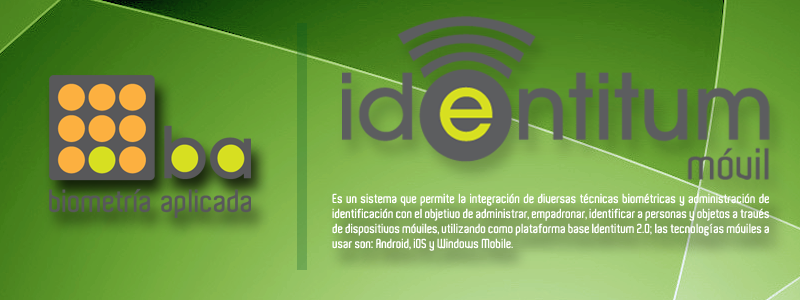 ba
biometría aplicada
identitum
móvil
Es un sistema que permite la integración de diversas técnicas biométricas y administración de
identificación con el objetivo de administrar, empadronar, identificar a personas y objetos a través
de dispositivos móviles, utilizando como plataforma base Identitum 2.0; las tecnologías móviles a
usar son: Android, iOS y Windows Mobile.